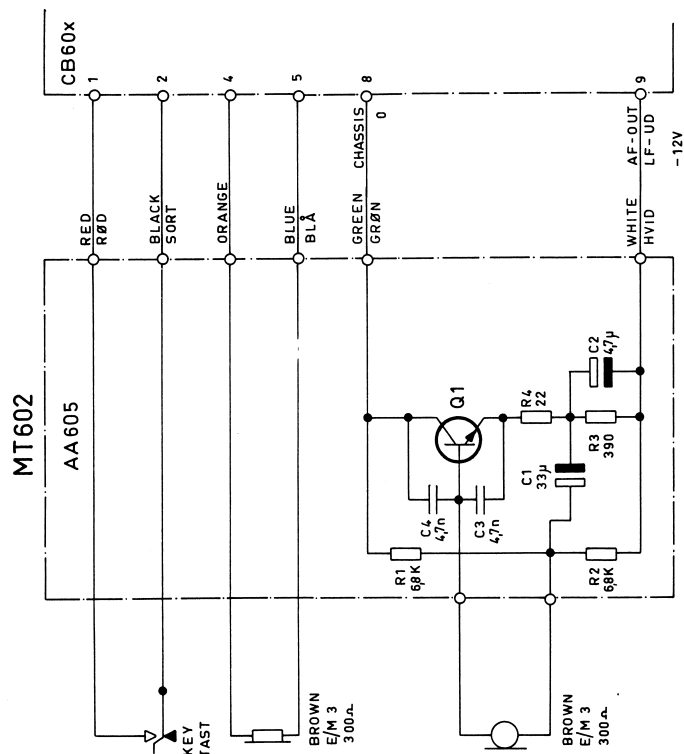 MT602
AA605
CB60x
1
2
4
5
8
9
RED
RØD
BLACK
SORT
ORANGE
BLUE
BLÅ
GREEN
GRØN
CHASSIS
0
WHITE
HVID
AF-OUT
LF-UD
-12V
Q1
R4
22
C2
4,7µ
R3
390
C1
33µ
C4
4,7n
C3
4,7n
R1
6,8K
R2
6,8K
KEY
TAST
BROWN
E/M 3
300Ω
BROWN
E/M 3
300Ω